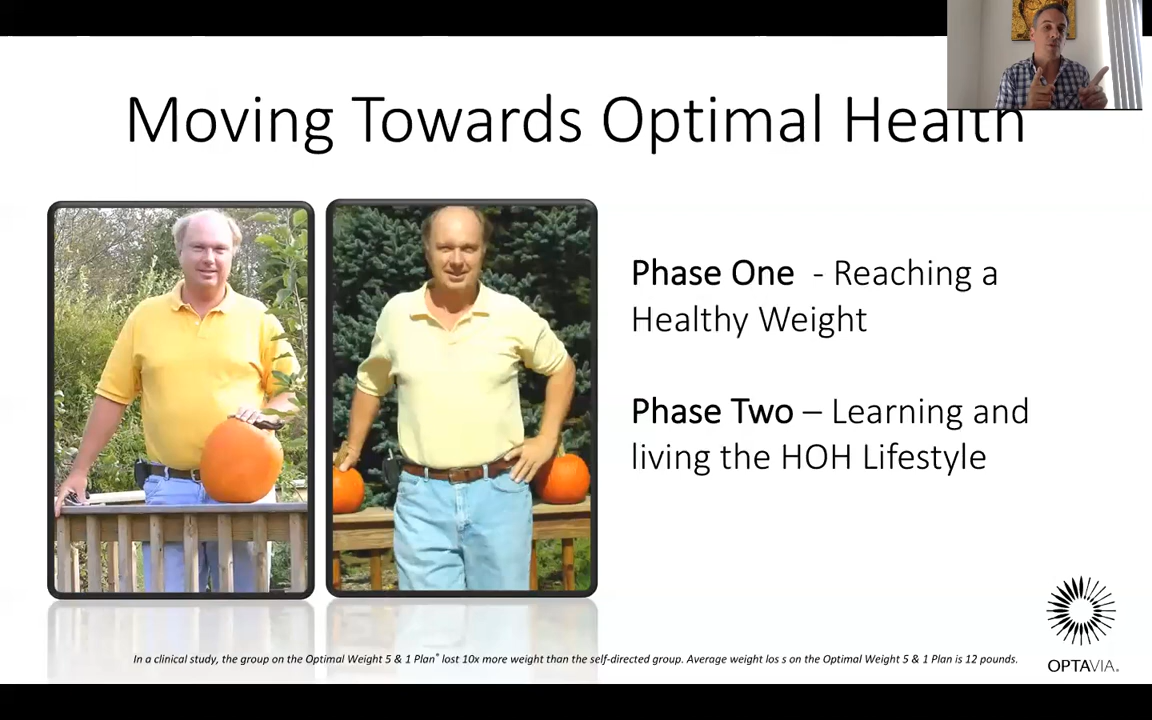 Moving Towards Optimal Health
Phase One - Reaching a
Healthy Weight
Phase Two – Learning and
living the HOH Lifestyle
In a clinical study, the group on the Optimal Weight 5 & 1 Plan® lost 10x more weight than the self-directed group. Average weight los s on the Optimal Weight 5 & 1 Plan is 12 pounds.
OPTAVIA®